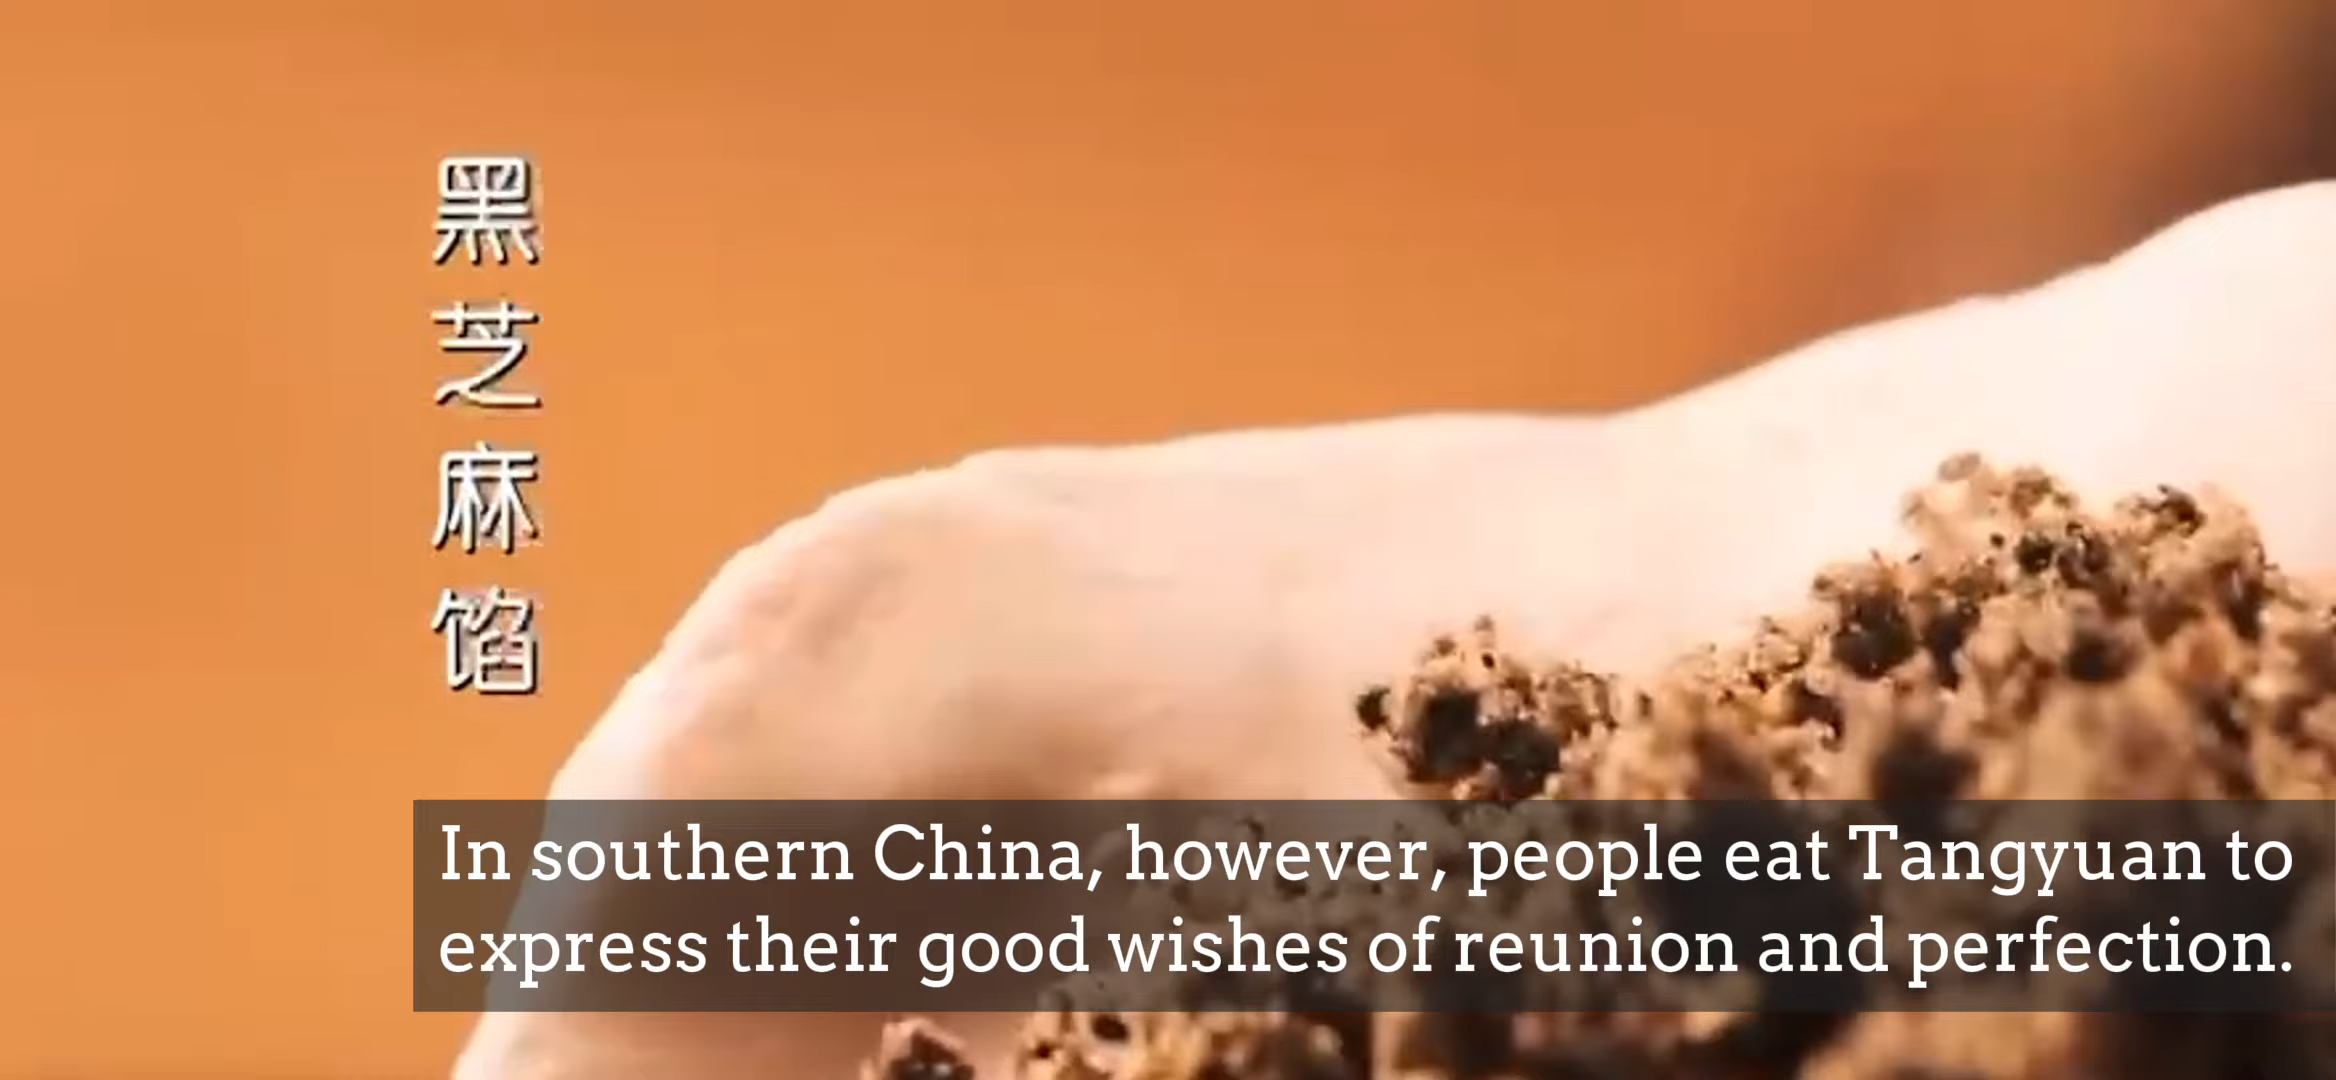 黑芝麻馅
In southern China, however, people eat Tangyuan to
express their good wishes of reunion and perfection.